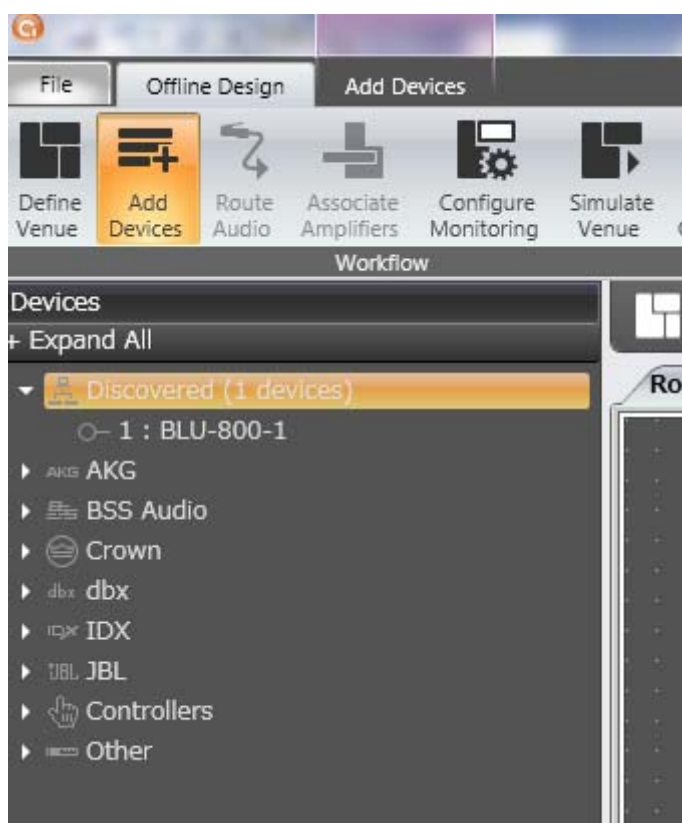 File Offline Design Add Devices
Define Add Route Associate Configure Simulate
Venue Devices Audio Amplifiers Monitoring Venue
Workflow
Devices
+ Expand All
Ro
Discovered (1 devices)
1 : BLU-800-1
AKG AKG
BSS Audio
Crown
dbx dbx
IDX IDX
JBL JBL
Controllers
Other